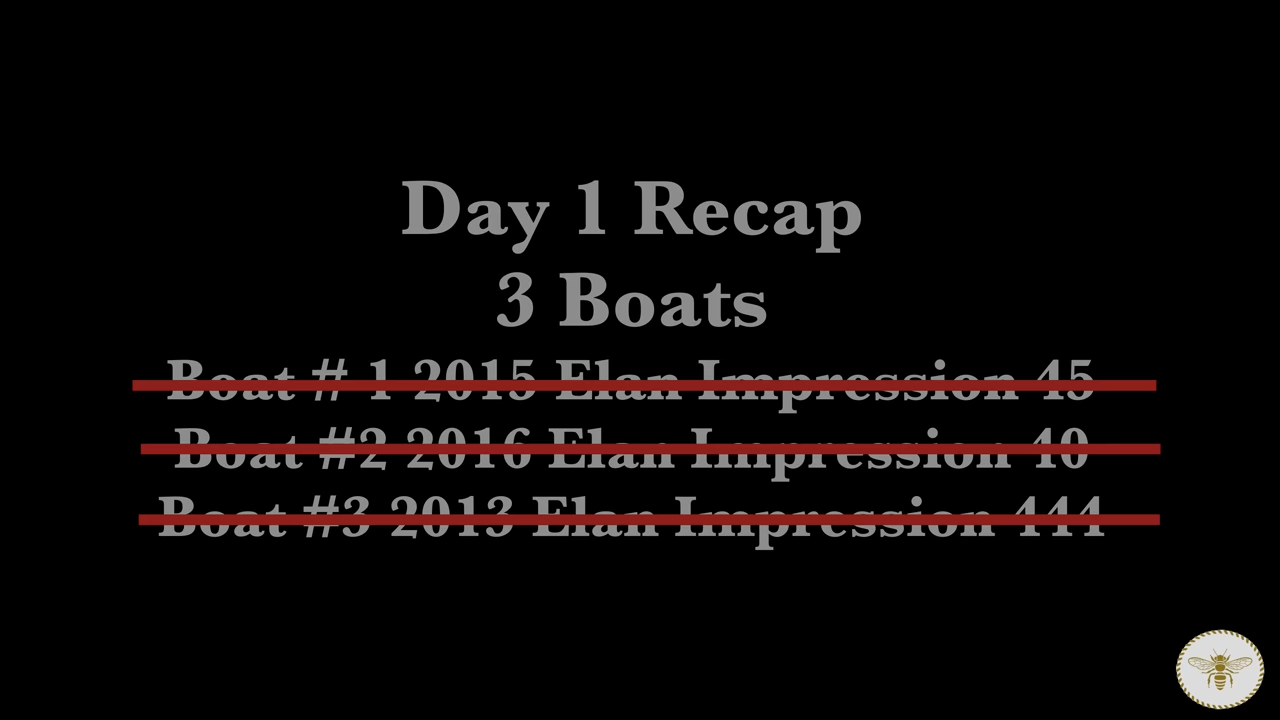 Day 1 Recap
3 Boats
Boat # 1 2015 Elan Impression 45
Boat #2 2016 Elan Impression 40
Boat #3 2013 Elan Impression 444